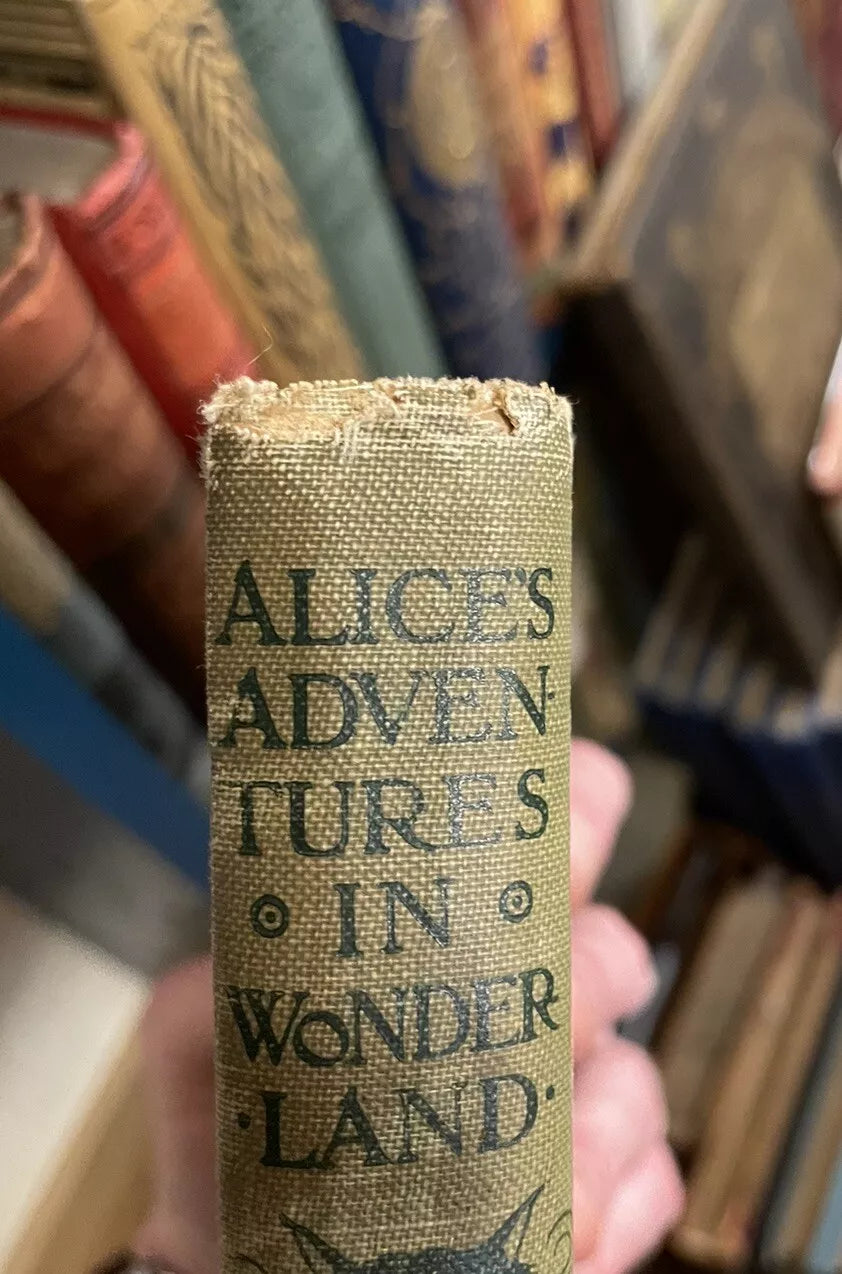 ALICE'S
ADVEN-
TURES
IN
WONDER
·LAND·